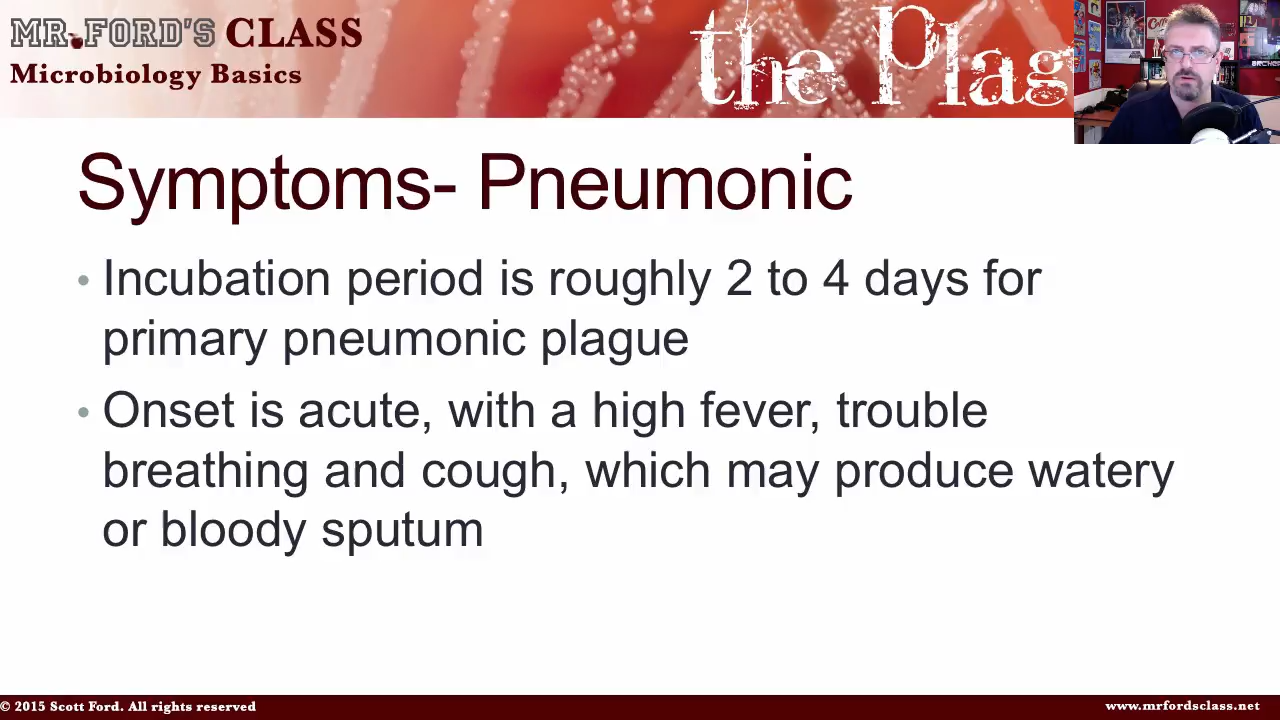 MR. FORD'S CLASS
Microbiology Basics
the Plag
Symptoms- Pneumonic
• Incubation period is roughly 2 to 4 days for
primary pneumonic plague
• Onset is acute, with a high fever, trouble
breathing and cough, which may produce watery
or bloody sputum
© 2015 Scott Ford. All rights reserved
www.mrfordsclass.net